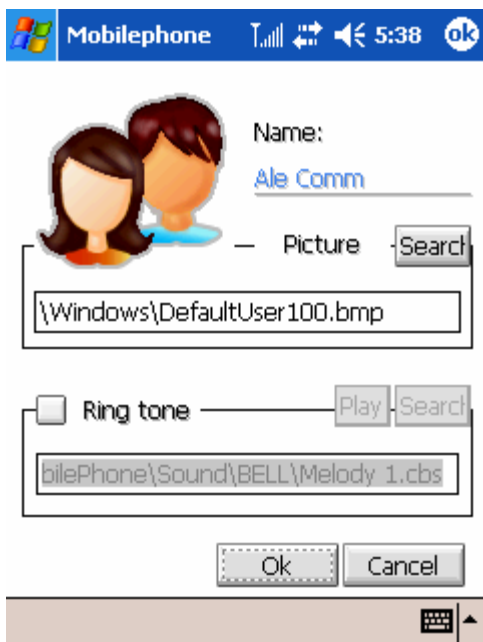 Mobilephone 5:38 ok
Name:
Ale Comm
Picture Search
\Windows\DefaultUser100.bmp
Ring tone Play Search
bilePhone\Sound\BELL\Melody 1.cbs
Ok Cancel